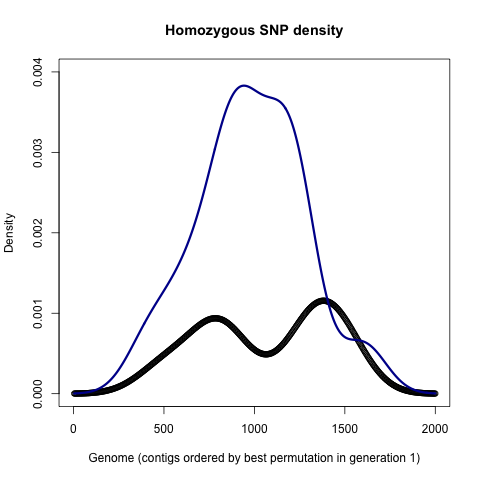 Homozygous SNP density
0.004
0.003
0.002
0.001
0.000
Density
0 500 1000 1500 2000
Genome (contigs ordered by best permutation in generation 1)